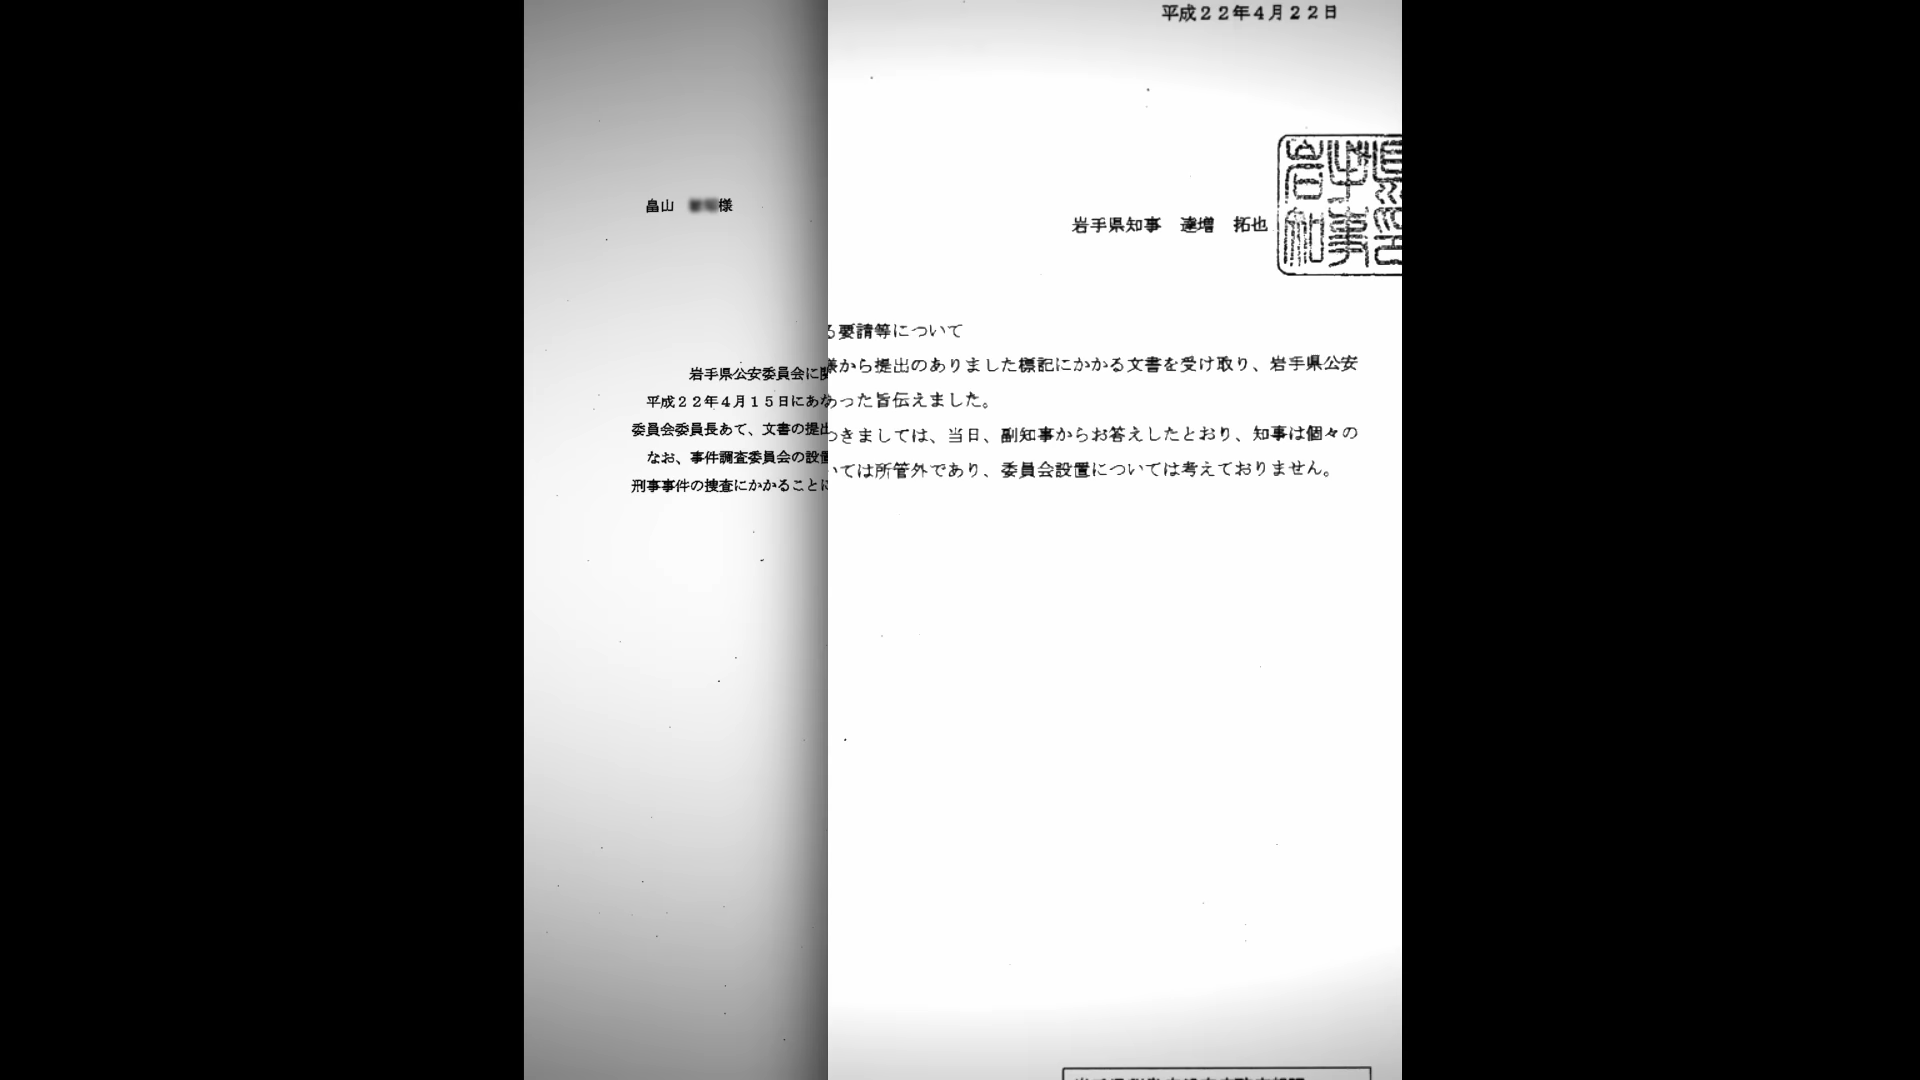 平成２２年４月２２日
畠山　様
岩手県知事　達増　拓也
岩手県知事印
岩手県公安委員会に関
平成２２年４月１５日にあな
委員会委員長あて、文書の提出
なお、事件調査委員会の設置
刑事事件の捜査にかかることに
る要請等について
様から提出のありました標記にかかる文書を受け取り、岩手県公安
あった旨伝えました。
つきましては、当日、副知事からお答えしたとおり、知事は個々の
いては所管外であり、委員会設置については考えておりません。